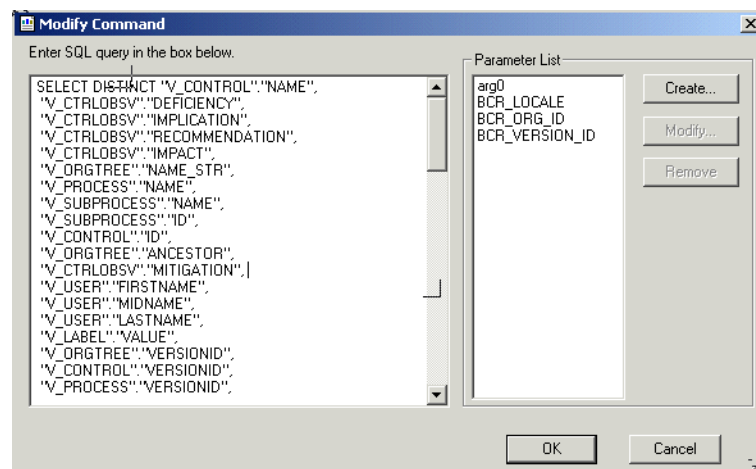 Modify Command
Enter SQL query in the box below.
SELECT DISTINCT "V_CONTROL"."NAME",
"V_CTRLOBSV"."DEFICIENCY",
"V_CTRLOBSV"."IMPLICATION",
"V_CTRLOBSV"."RECOMMENDATION",
"V_CTRLOBSV"."IMPACT",
"V_ORGTREE"."NAME_STR",
"V_PROCESS"."NAME",
"V_SUBPROCESS"."NAME",
"V_SUBPROCESS"."ID",
"V_CONTROL"."ID",
"V_ORGTREE"."ANCESTOR",
"V_CTRLOBSV"."MITIGATION",
"V_USER"."FIRSTNAME",
"V_USER"."MIDNAME",
"V_USER"."LASTNAME",
"V_LABEL"."VALUE",
"V_ORGTREE"."VERSIONID",
"V_CONTROL"."VERSIONID",
"V_PROCESS"."VERSIONID",
Parameter List
arg0
BCR_LOCALE
BCR_ORG_ID
BCR_VERSION_ID
Create...
Modify...
Remove
OK
Cancel